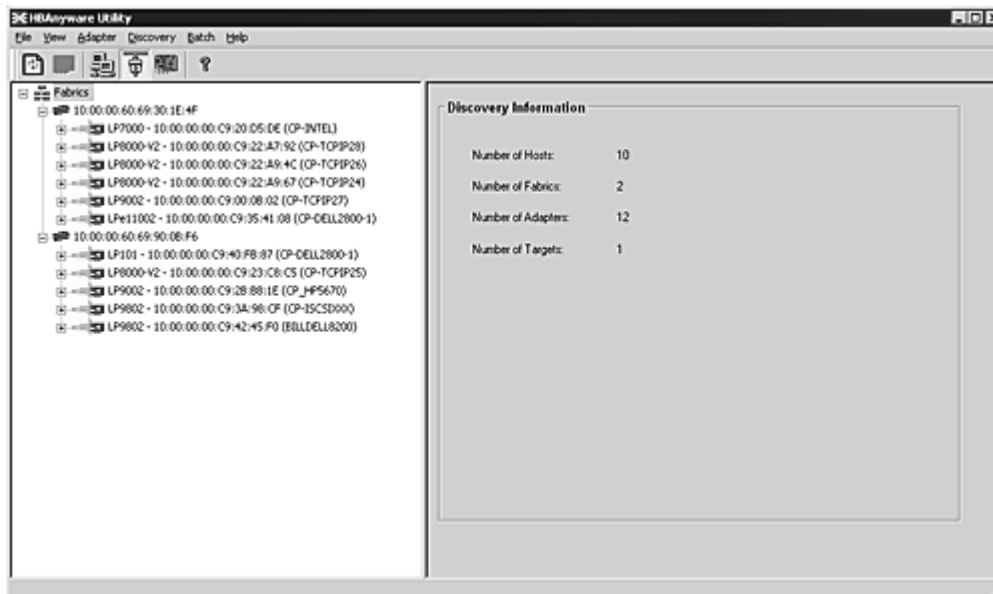 HBAnyware Utility
File View Adapter Discovery Batch Help
Fabrics
10:00:00:60:69:30:1E:4F
LP7000 - 10:00:00:00:C9:20:D5:DE (CP-INTEL)
LP8000-V2 - 10:00:00:00:C9:22:A7:92 (CP-TCPIP28)
LP8000-V2 - 10:00:00:00:C9:22:A9:4C (CP-TCPIP26)
LP8000-V2 - 10:00:00:00:C9:22:A9:67 (CP-TCPIP24)
LP9002 - 10:00:00:00:C9:00:08:02 (CP-TCPIP27)
LPe11002 - 10:00:00:00:C9:35:41:08 (CP-DELL2800-1)
10:00:00:60:69:90:0B:F6
LP101 - 10:00:00:00:C9:40:FB:87 (CP-DELL2800-1)
LP8000-V2 - 10:00:00:00:C9:23:C8:C5 (CP-TCPIP25)
LP9002 - 10:00:00:00:C9:2B:B8:1E (CP_HP5670)
LP9802 - 10:00:00:00:C9:3A:98:CF (CP-ISCSIXXX)
LP9802 - 10:00:00:00:C9:42:45:F0 (BILLDELL8200)
Discovery Information
Number of Hosts: 10
Number of Fabrics: 2
Number of Adapters: 12
Number of Targets: 1